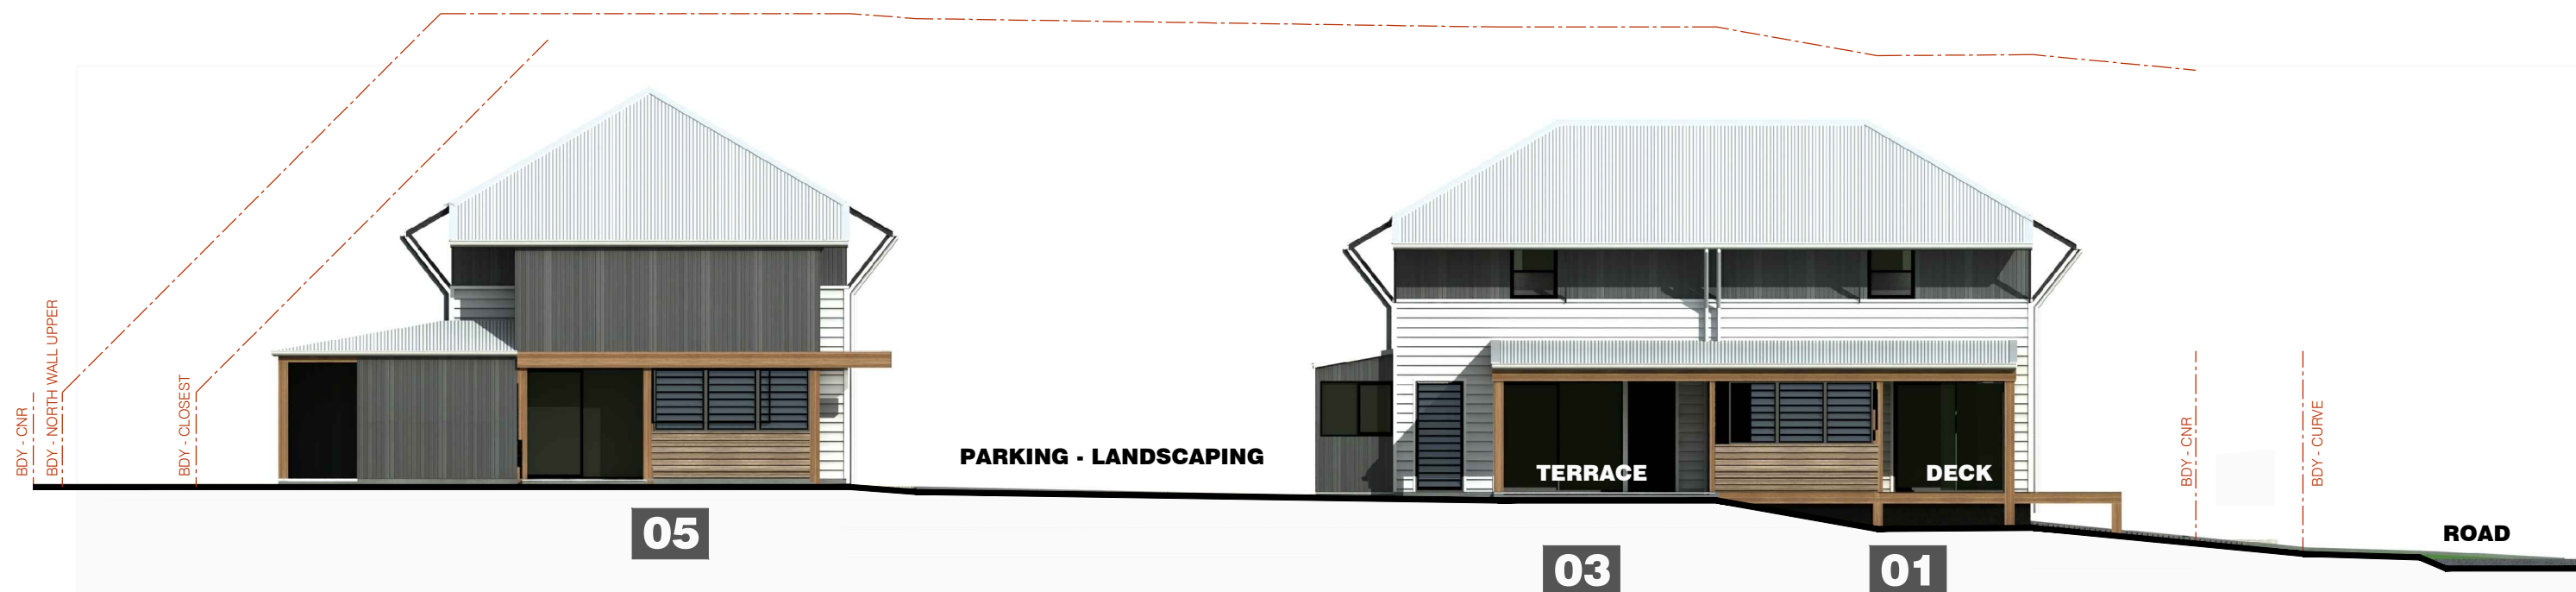 BDY - CNR
BDY - NORTH WALL UPPER
BDY - CLOSEST
PARKING - LANDSCAPING
TERRACE
DECK
BDY - CNR
BDY - CURVE
ROAD
05
03
01